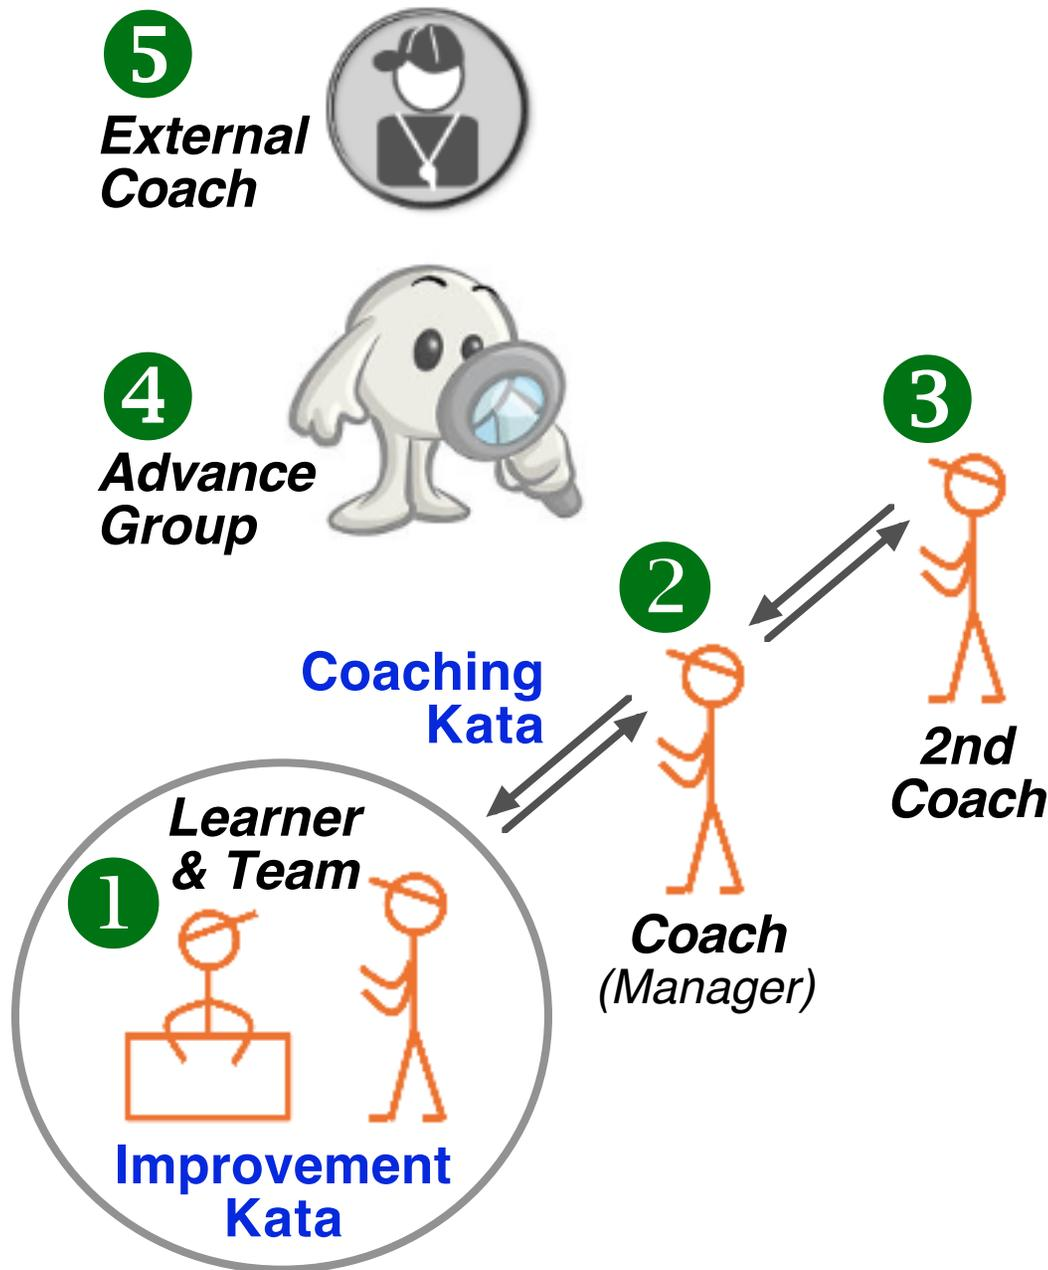 5
External
Coach
4
Advance
Group
3
2nd
Coach
2
Coach
(Manager)
Coaching
Kata
1
Learner
& Team
Improvement
Kata